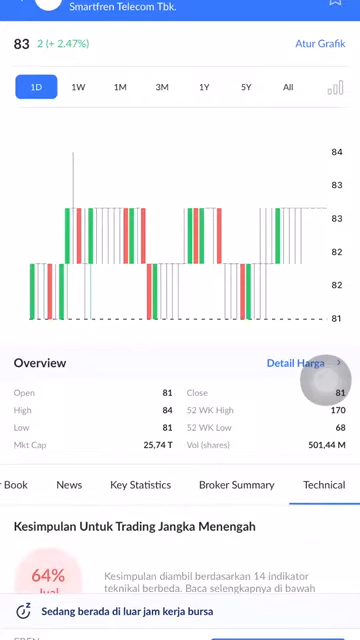 Smartfren Telecom Tbk.
83 2 (+ 2.47%) Atur Grafik
1D 1W 1M 3M 1Y 5Y All
84
83
83
82
82
81
Overview Detail Harga
Open 81 Close 81
High 84 52 WK High 170
Low 81 52 WK Low 68
Mkt Cap 25,74 T Vol (shares) 501,44 M
r Book News Key Statistics Broker Summary Technical
Kesimpulan Untuk Trading Jangka Menengah
64%
Jual
Kesimpulan diambil berdasarkan 14 indikator
teknikal berbeda. Baca selengkapnya di bawah
Sedang berada di luar jam kerja bursa